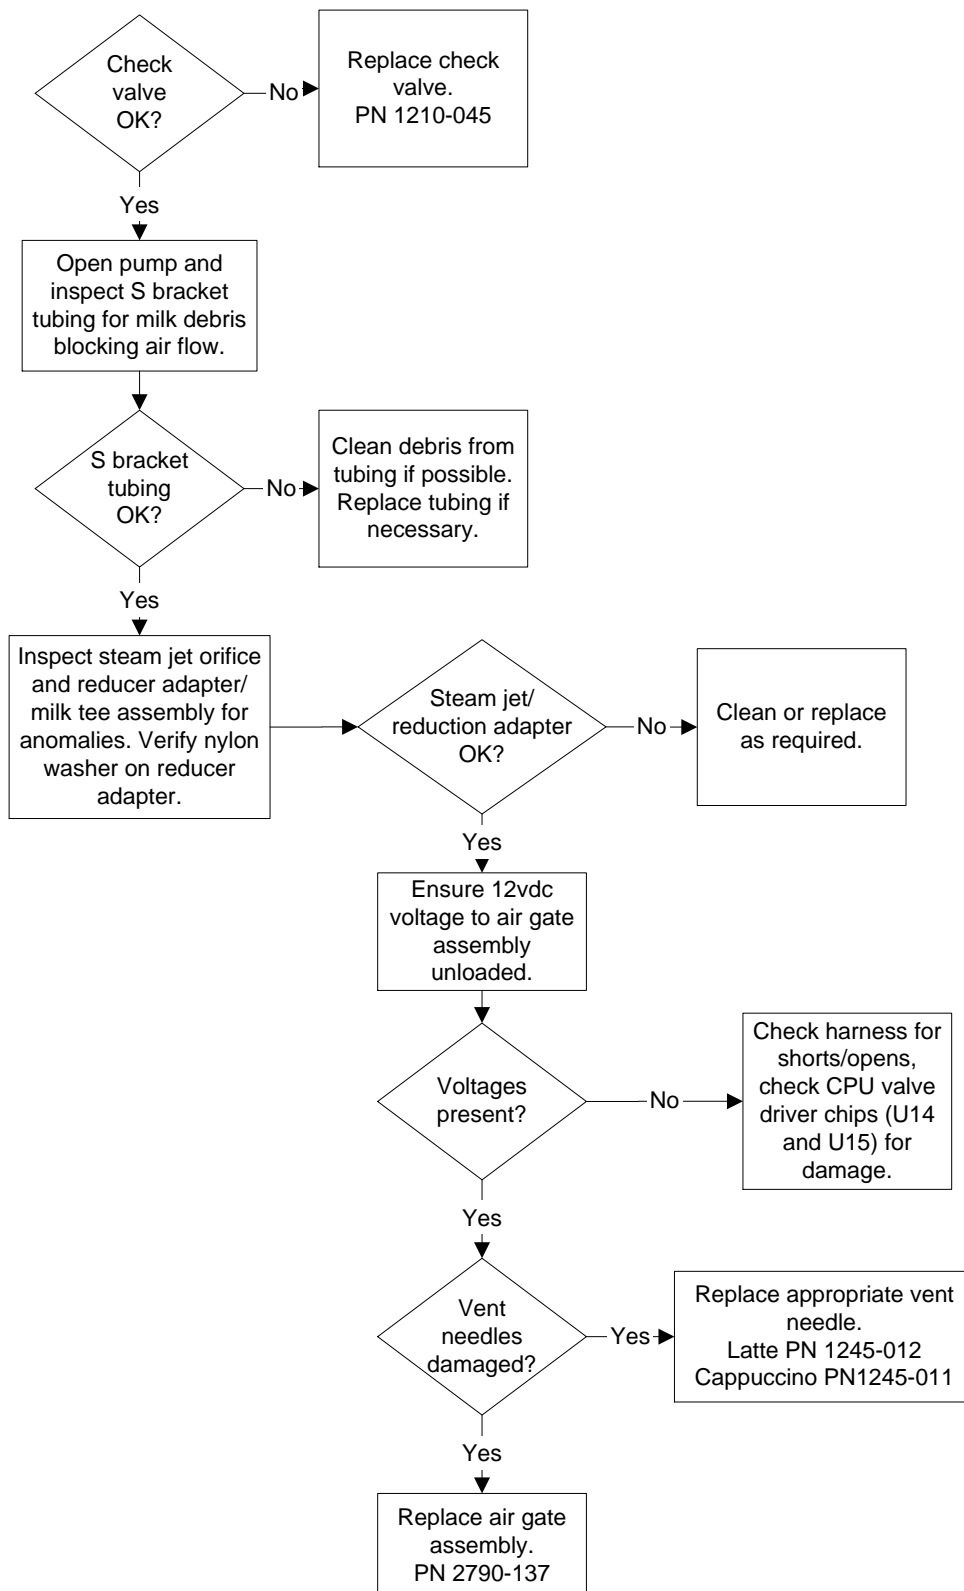 Check
valve
OK?
No
Replace check
valve.
PN 1210-045
Yes
Open pump and
inspect S bracket
tubing for milk debris
blocking air flow.
S bracket
tubing
OK?
No
Clean debris from
tubing if possible.
Replace tubing if
necessary.
Yes
Inspect steam jet orifice
and reducer adapter/
milk tee assembly for
anomalies. Verify nylon
washer on reducer
adapter.
Steam jet/
reduction adapter
OK?
No
Clean or replace
as required.
Yes
Ensure 12vdc
voltage to air gate
assembly
unloaded.
Voltages
present?
No
Check harness for
shorts/opens,
check CPU valve
driver chips (U14
and U15) for
damage.
Yes
Vent
needles
damaged?
Yes
Replace appropriate vent
needle.
Latte PN 1245-012
Cappuccino PN1245-011
Yes
Replace air gate
assembly.
PN 2790-137